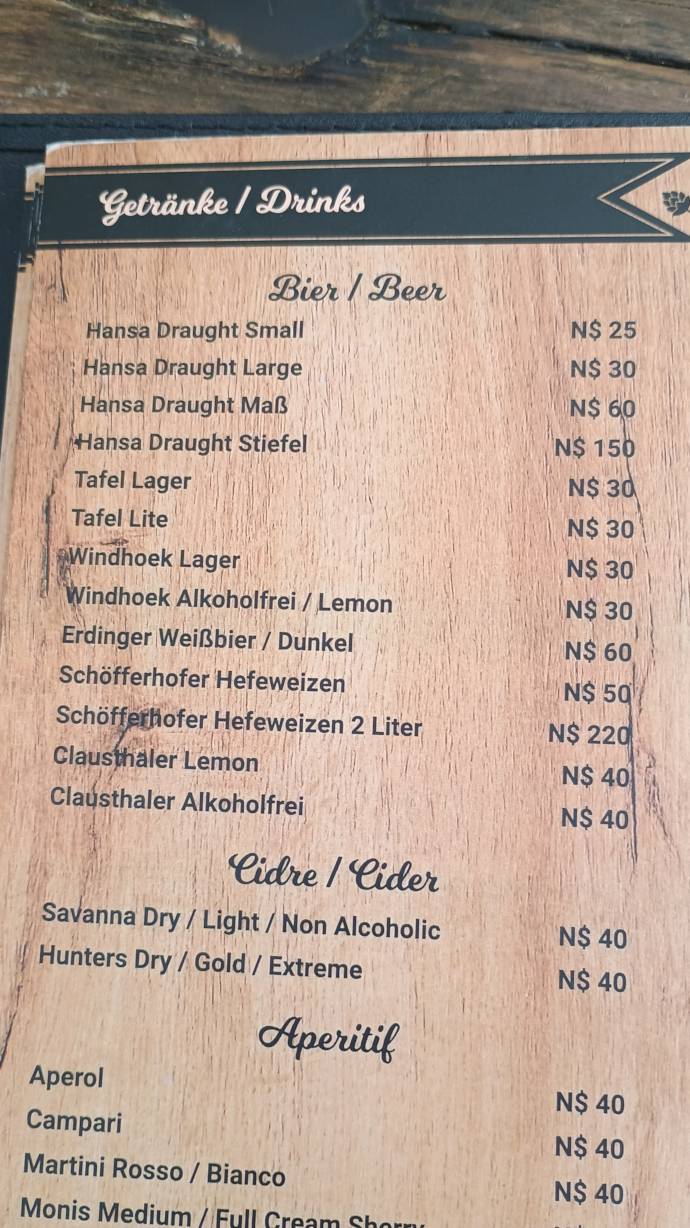 Getränke / Drinks
Bier / Beer
Hansa Draught Small N$ 25
Hansa Draught Large N$ 30
Hansa Draught Maß N$ 60
Hansa Draught Stiefel N$ 150
Tafel Lager N$ 30
Tafel Lite N$ 30
Windhoek Lager N$ 30
Windhoek Alkoholfrei / Lemon N$ 30
Erdinger Weißbier / Dunkel N$ 60
Schöfferhofer Hefeweizen N$ 50
Schöfferhofer Hefeweizen 2 Liter N$ 220
Clausthaler Lemon N$ 40
Clausthaler Alkoholfrei N$ 40
Cidre / Cider
Savanna Dry / Light / Non Alcoholic N$ 40
Hunters Dry / Gold / Extreme N$ 40
Aperitif
Aperol N$ 40
Campari N$ 40
Martini Rosso / Bianco N$ 40
Monis Medium / Full Cream Sherry